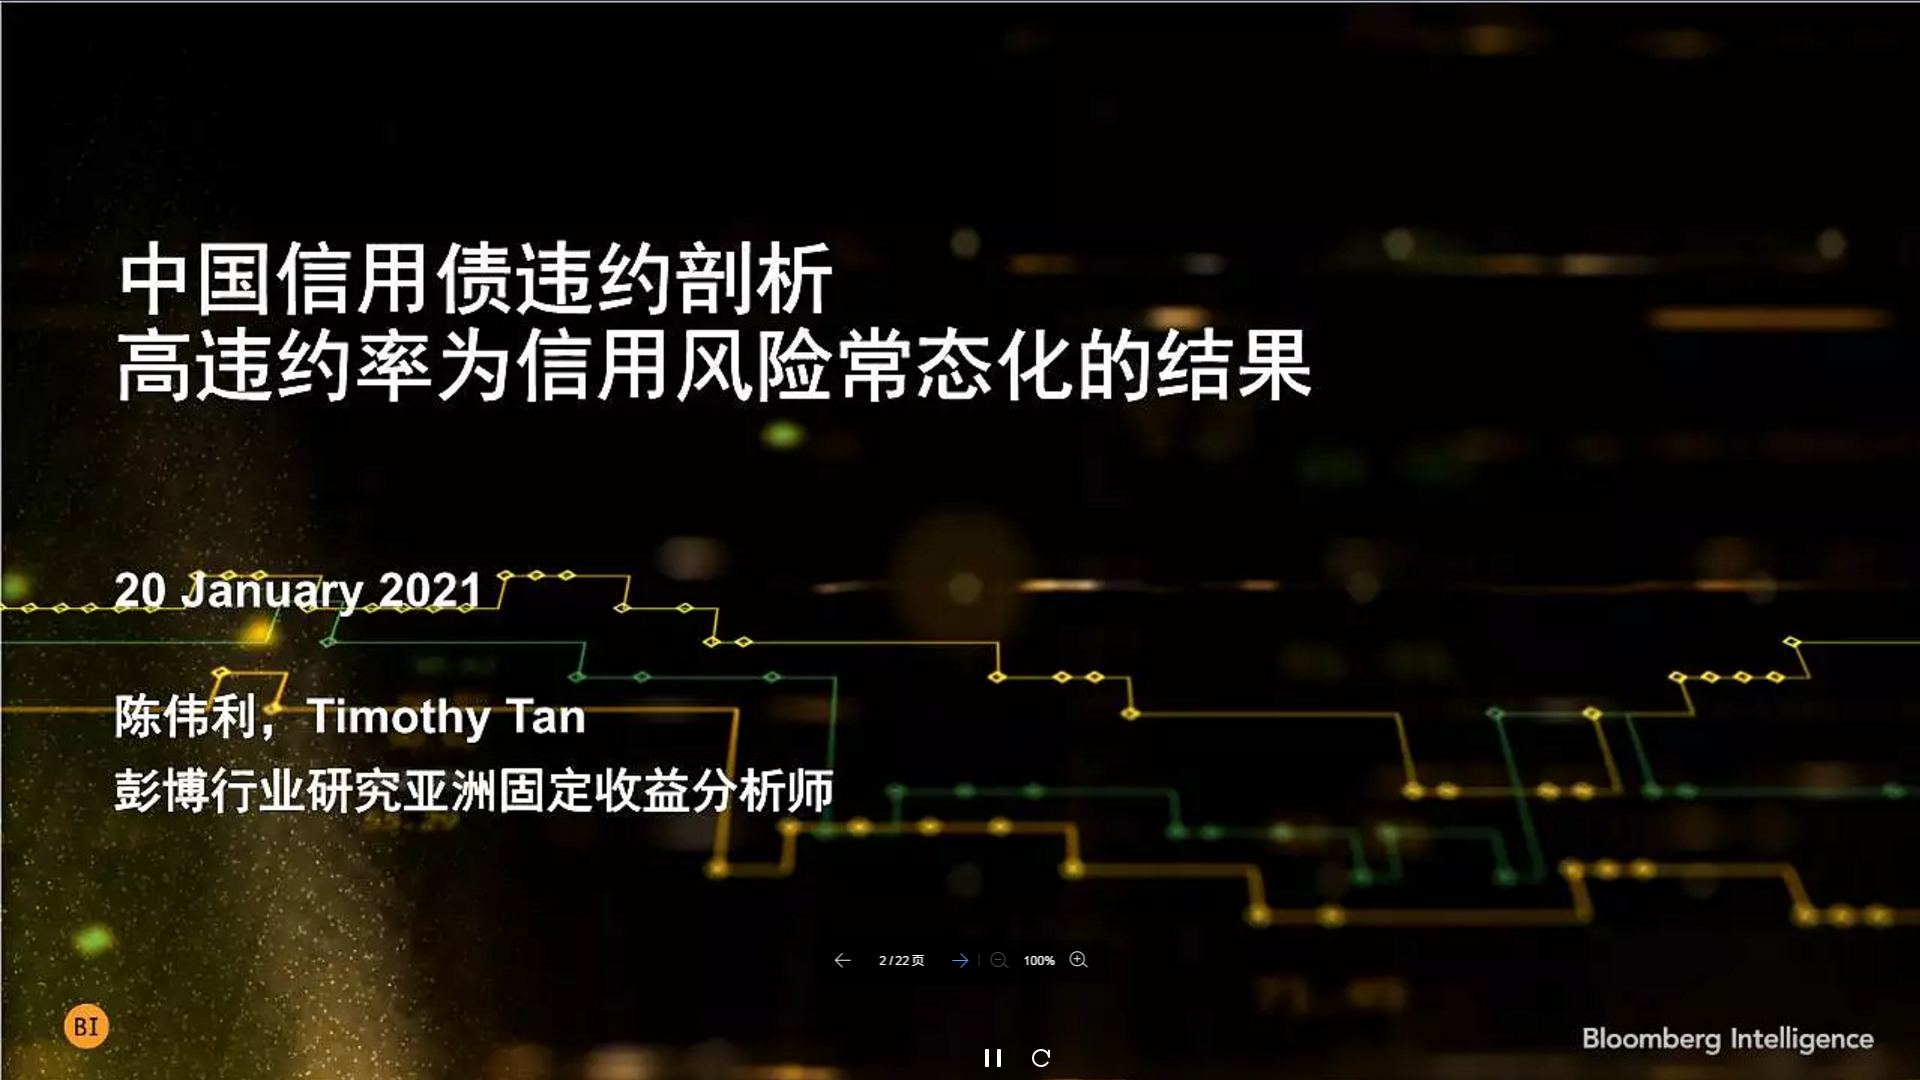 中国信用债违约剖析
高违约率为信用风险常态化的结果
20 January 2021
陈伟利，Timothy Tan
彭博行业研究亚洲固定收益分析师
2/22页 100%
BI
Bloomberg Intelligence